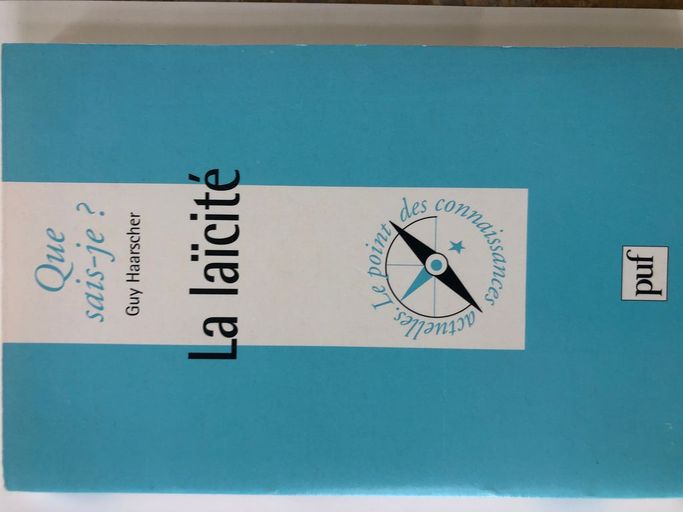 Que
sais-je ?
Guy Haarscher
La laïcité
Le point des connaissances actuelles.
puf